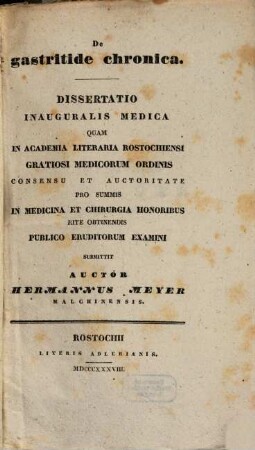 De
gastritide chronica.
DISSERTATIO
INAUGURALIS MEDICA
QUAM
IN ACADEMIA LITERARIA ROSTOCHIENSI
GRATIOSI MEDICORUM ORDINIS
CONSENSU ET AUCTORITATE
PRO SUMMIS
IN MEDICINA ET CHIRURGIA HONORIBUS
RITE OBTINENDIS
PUBLICO ERUDITORUM EXAMINI
SUBMITTIT
AUCTOR
HERMANNUS MEYER
MALCHINENSIS.
ROSTOCHII
LITERIS ADLERIANIS.
MDCCCXXXVIII.